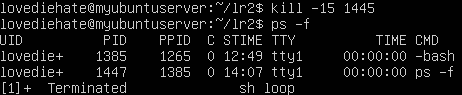 lovediehate@myubuntuserver:~/lr2$ kill -15 1445
lovediehate@myubuntuserver:~/lr2$ ps -f
UID PID PPID C STIME TTY TIME CMD
lovedie+ 1385 1265 0 12:49 tty1 00:00:00 -bash
lovedie+ 1447 1385 0 14:07 tty1 00:00:00 ps -f
[1]+ Terminated sh loop